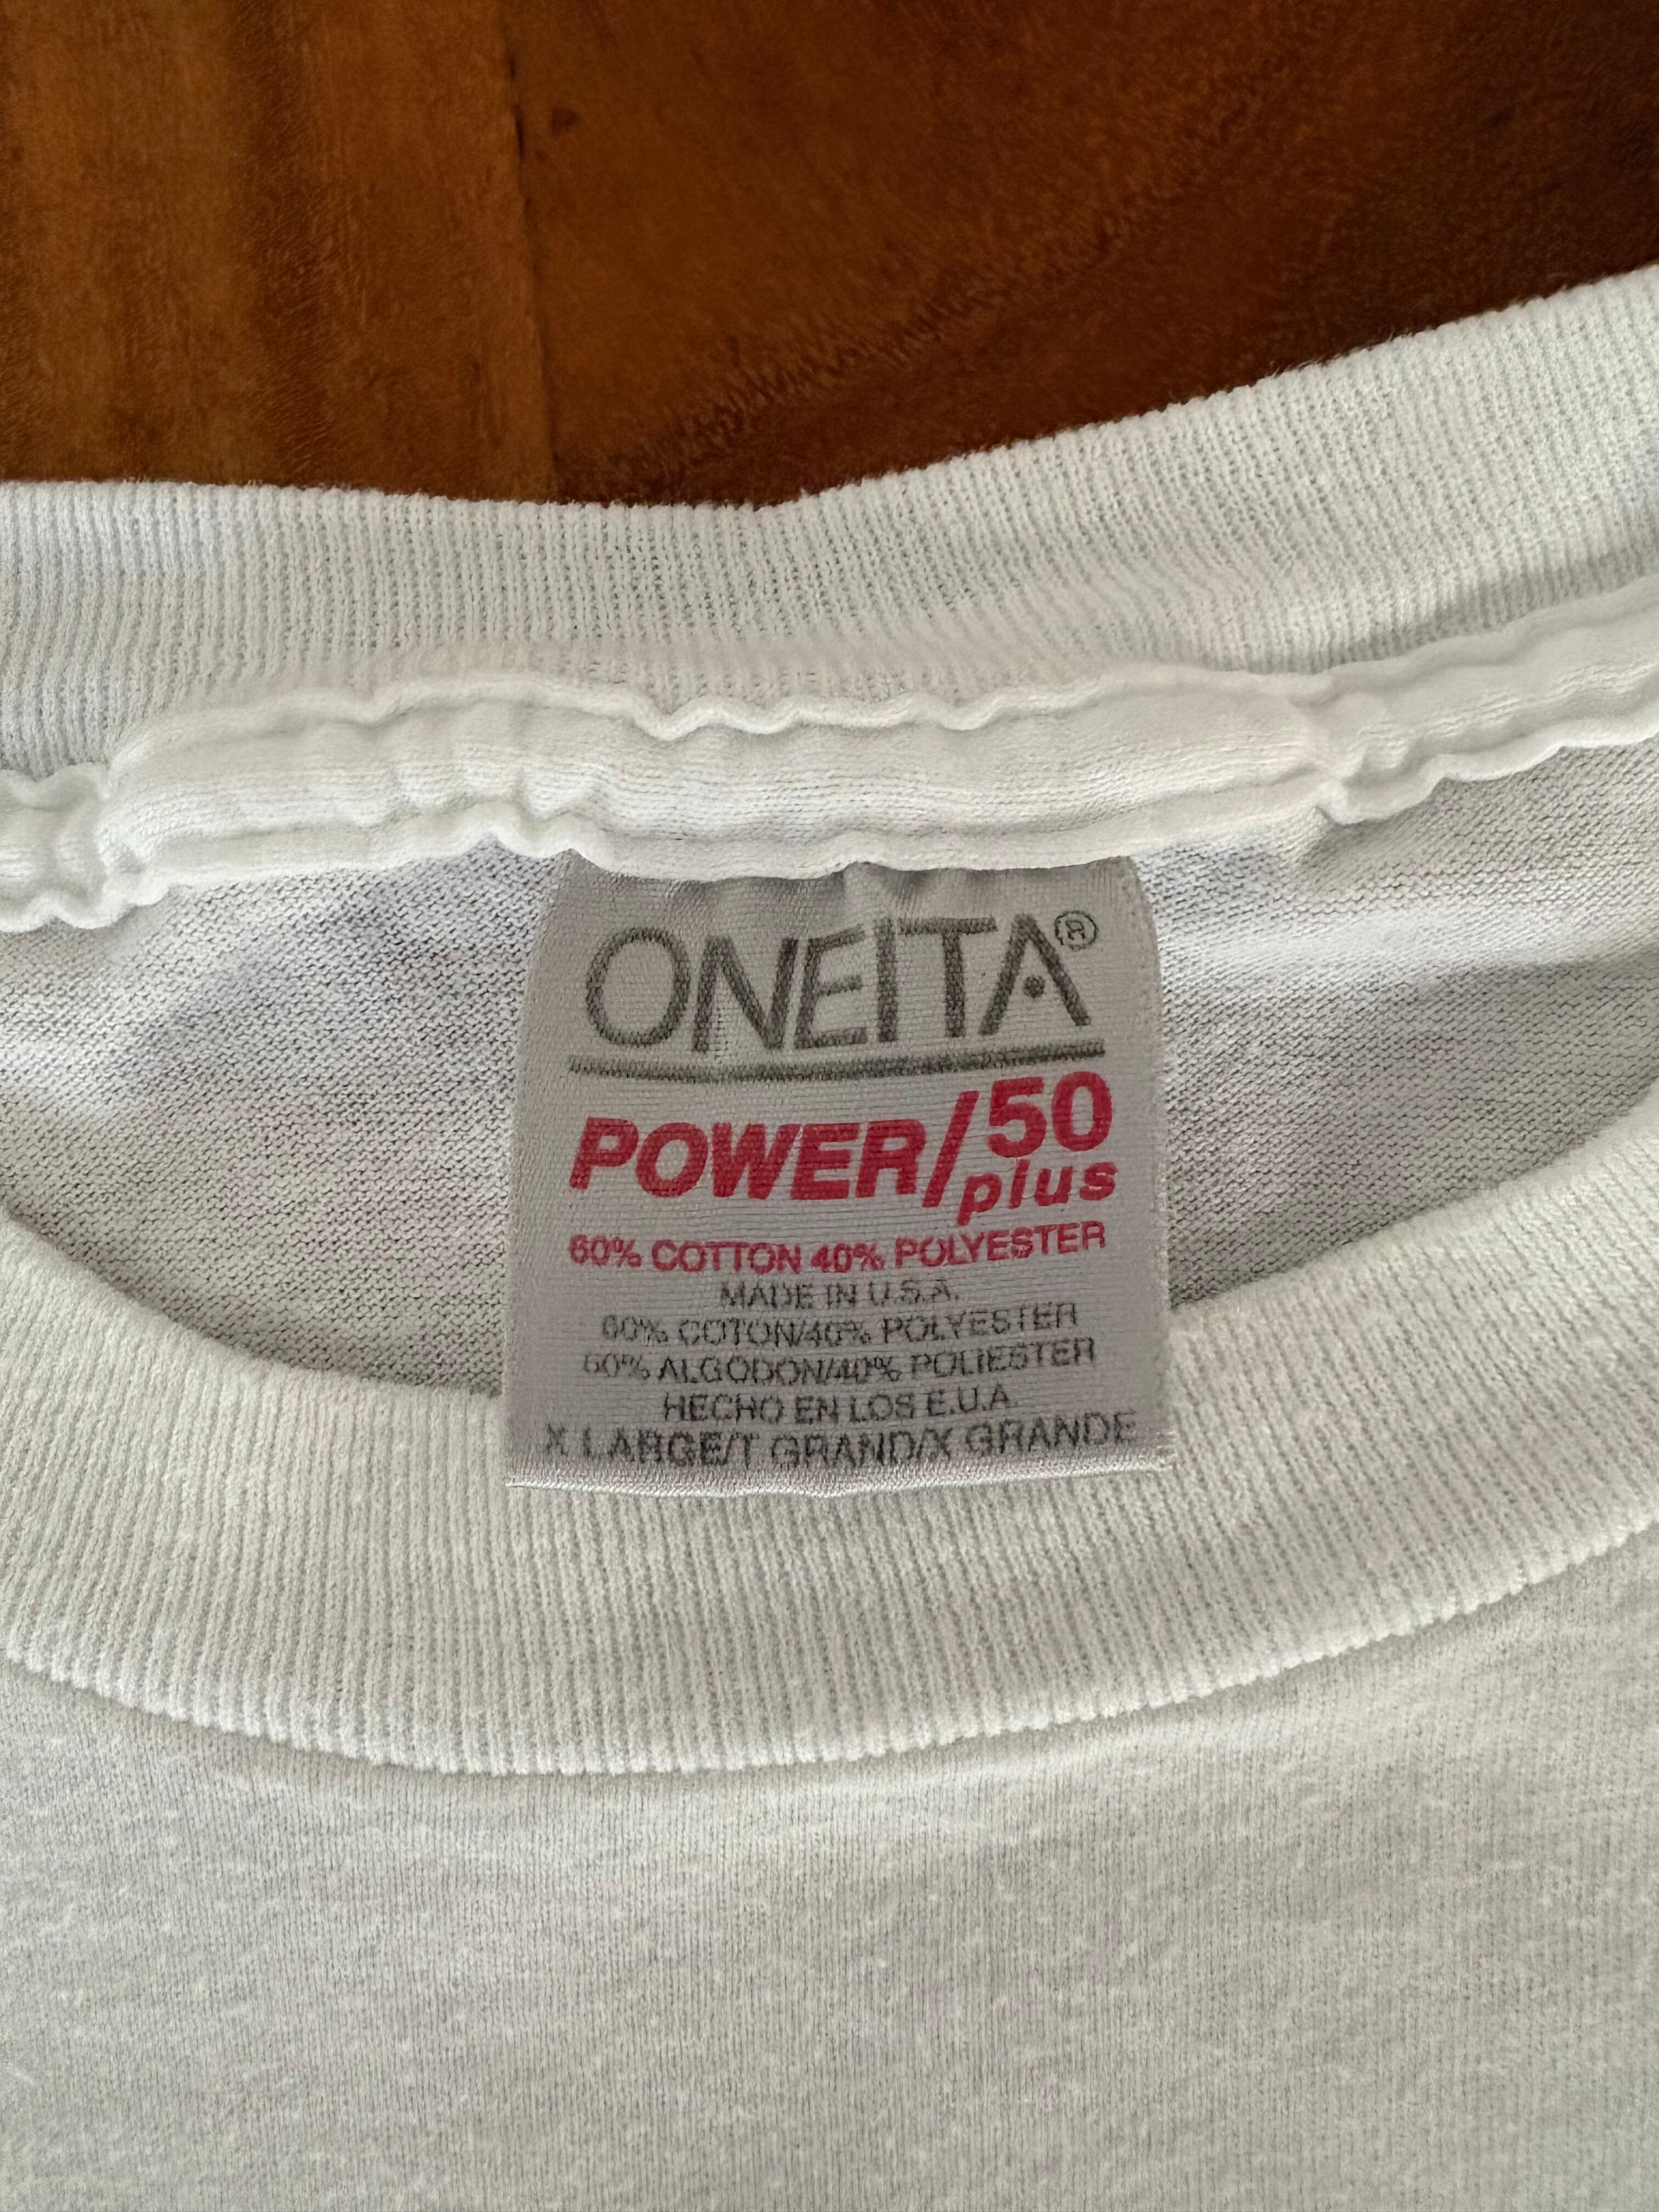 ONEITA®
POWER/50
plus
60% COTTON 40% POLYESTER
MADE IN U.S.A.
60% COTON/40% POLYESTER
60% ALGODON/40% POLIESTER
HECHO EN LOS E.U.A.
X LARGE/T GRAND/X GRANDE